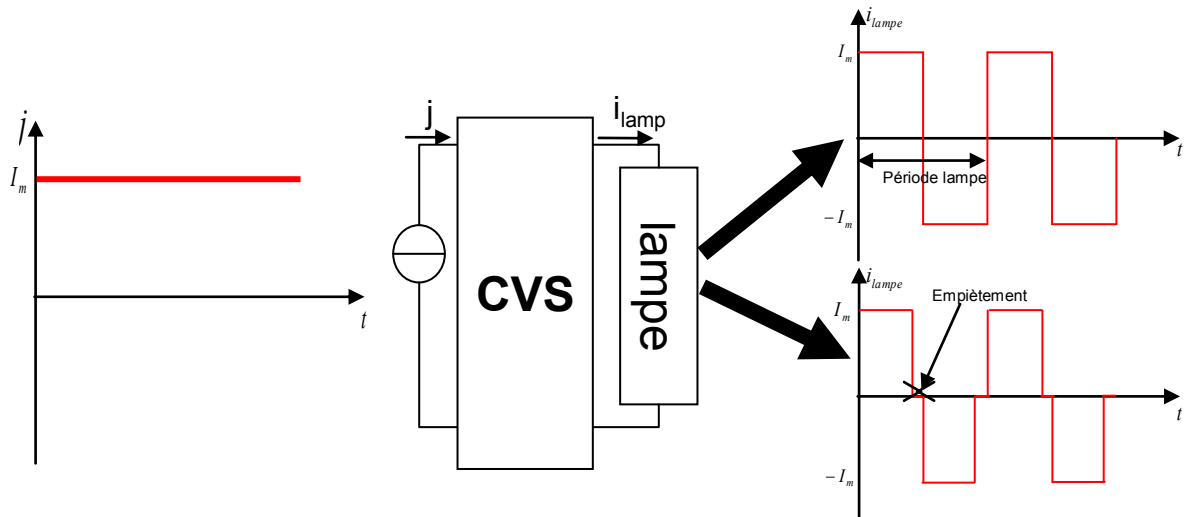 j
I_m
t
j
CVS
i_lamp
lampe
i_lampe
I_m
t
Période lampe
− I_m
i_lampe
Empiètement
I_m
t
− I_m